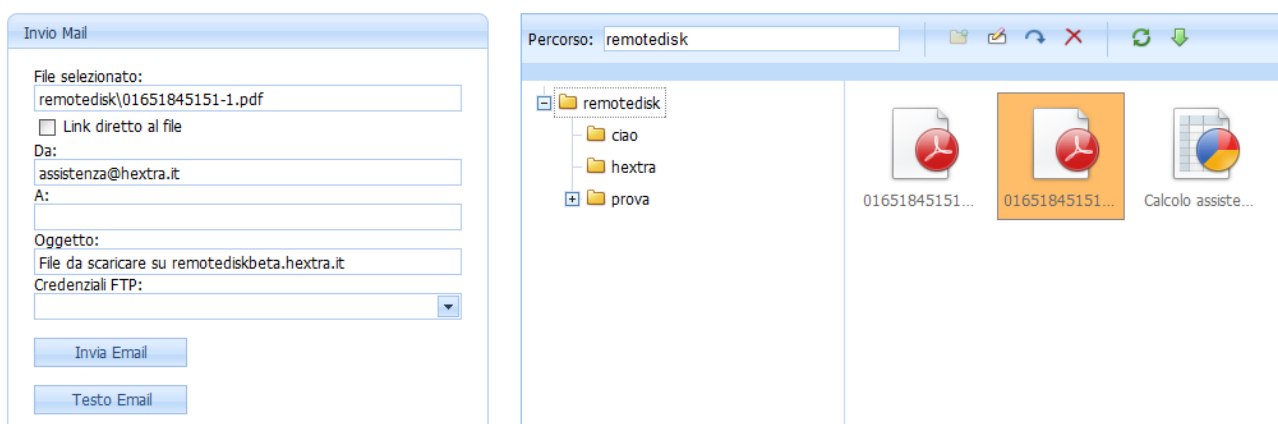 Invio Mail
File selezionato:
remotedisk\01651845151-1.pdf
Link diretto al file
Da:
assistenza@hextra.it
A:
Oggetto:
File da scaricare su remotediskbeta.hextra.it
Credenziali FTP:
Invia Email
Testo Email
Percorso: remotedisk
remotedisk
ciao
hextra
prova
01651845151...
01651845151...
Calcolo assiste...